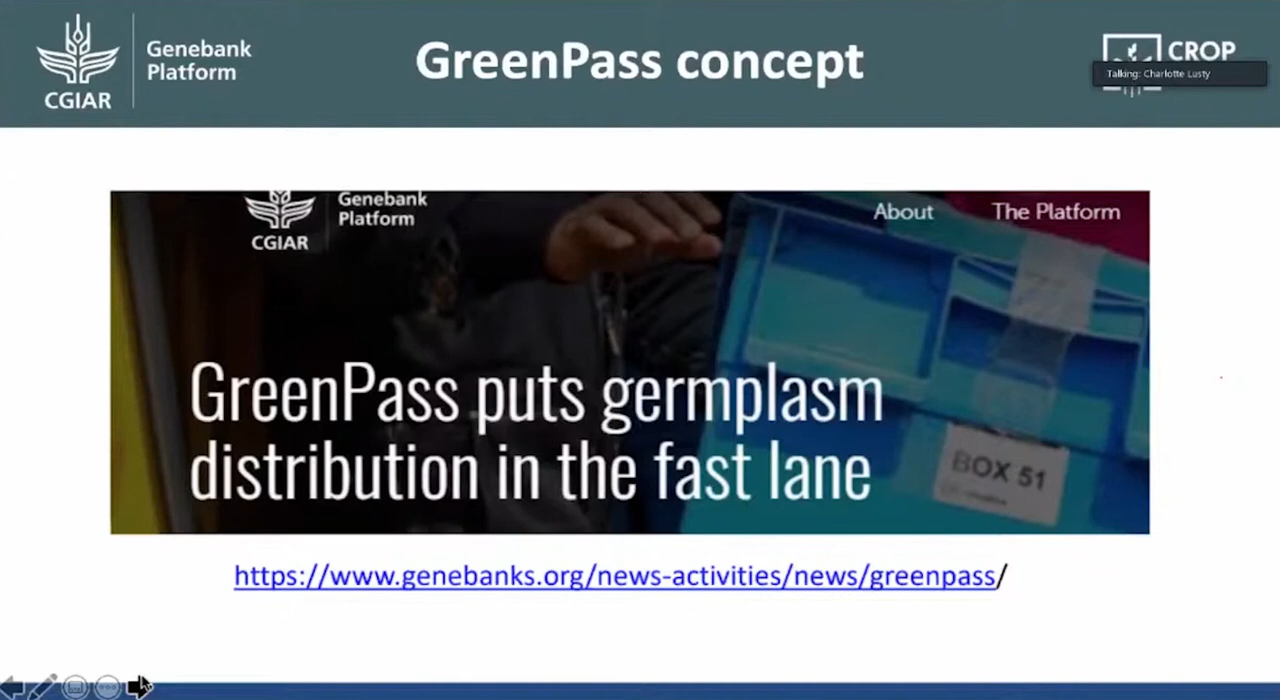 Genebank
Platform
CGIAR
GreenPass concept
CROP
Talking: Charlotte Lusty
Genebank
Platform
CGIAR
About
The Platform
GreenPass puts germplasm
distribution in the fast lane
BOX 51
https://www.genebanks.org/news-activities/news/greenpass/